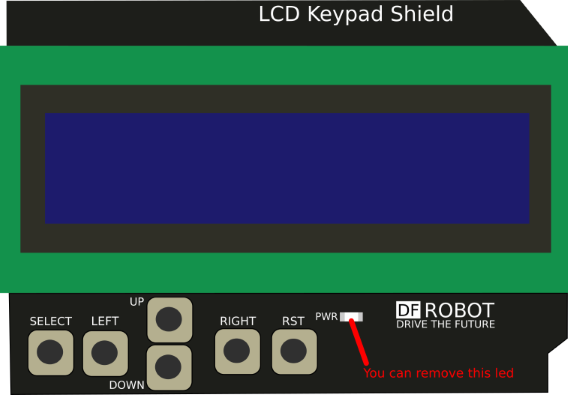 LCD Keypad Shield
UP
SELECT
LEFT
RIGHT
RST
PWR
DF ROBOT
DRIVE THE FUTURE
DOWN
You can remove this led